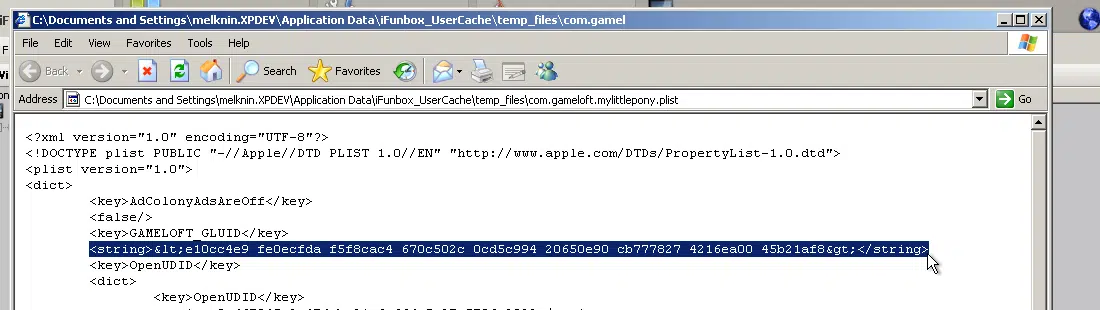 C:\Documents and Settings\melknin.XPDEV\Application Data\iFunbox_UserCache\temp_files\com.gamel
File Edit View Favorites Tools Help
Back Search Favorites
Address C:\Documents and Settings\melknin.XPDEV\Application Data\iFunbox_UserCache\temp_files\com.gameloft.mylittlepony.plist Go
<?xml version="1.0" encoding="UTF-8"?>
<!DOCTYPE plist PUBLIC "-//Apple//DTD PLIST 1.0//EN" "http://www.apple.com/DTDs/PropertyList-1.0.dtd">
<plist version="1.0">
<dict>
<key>AdColonyAdsAreOff</key>
<false/>
<key>GAMELOFT_GLUID</key>
<string>&lt;e10cc4e9 fe0ecfda f5f8cac4 670c502c 0cd5c994 20650e90 cb777827 4216ea00 45b21af8&gt;</string>
<key>OpenUDID</key>
<dict>
<key>OpenUDID</key>